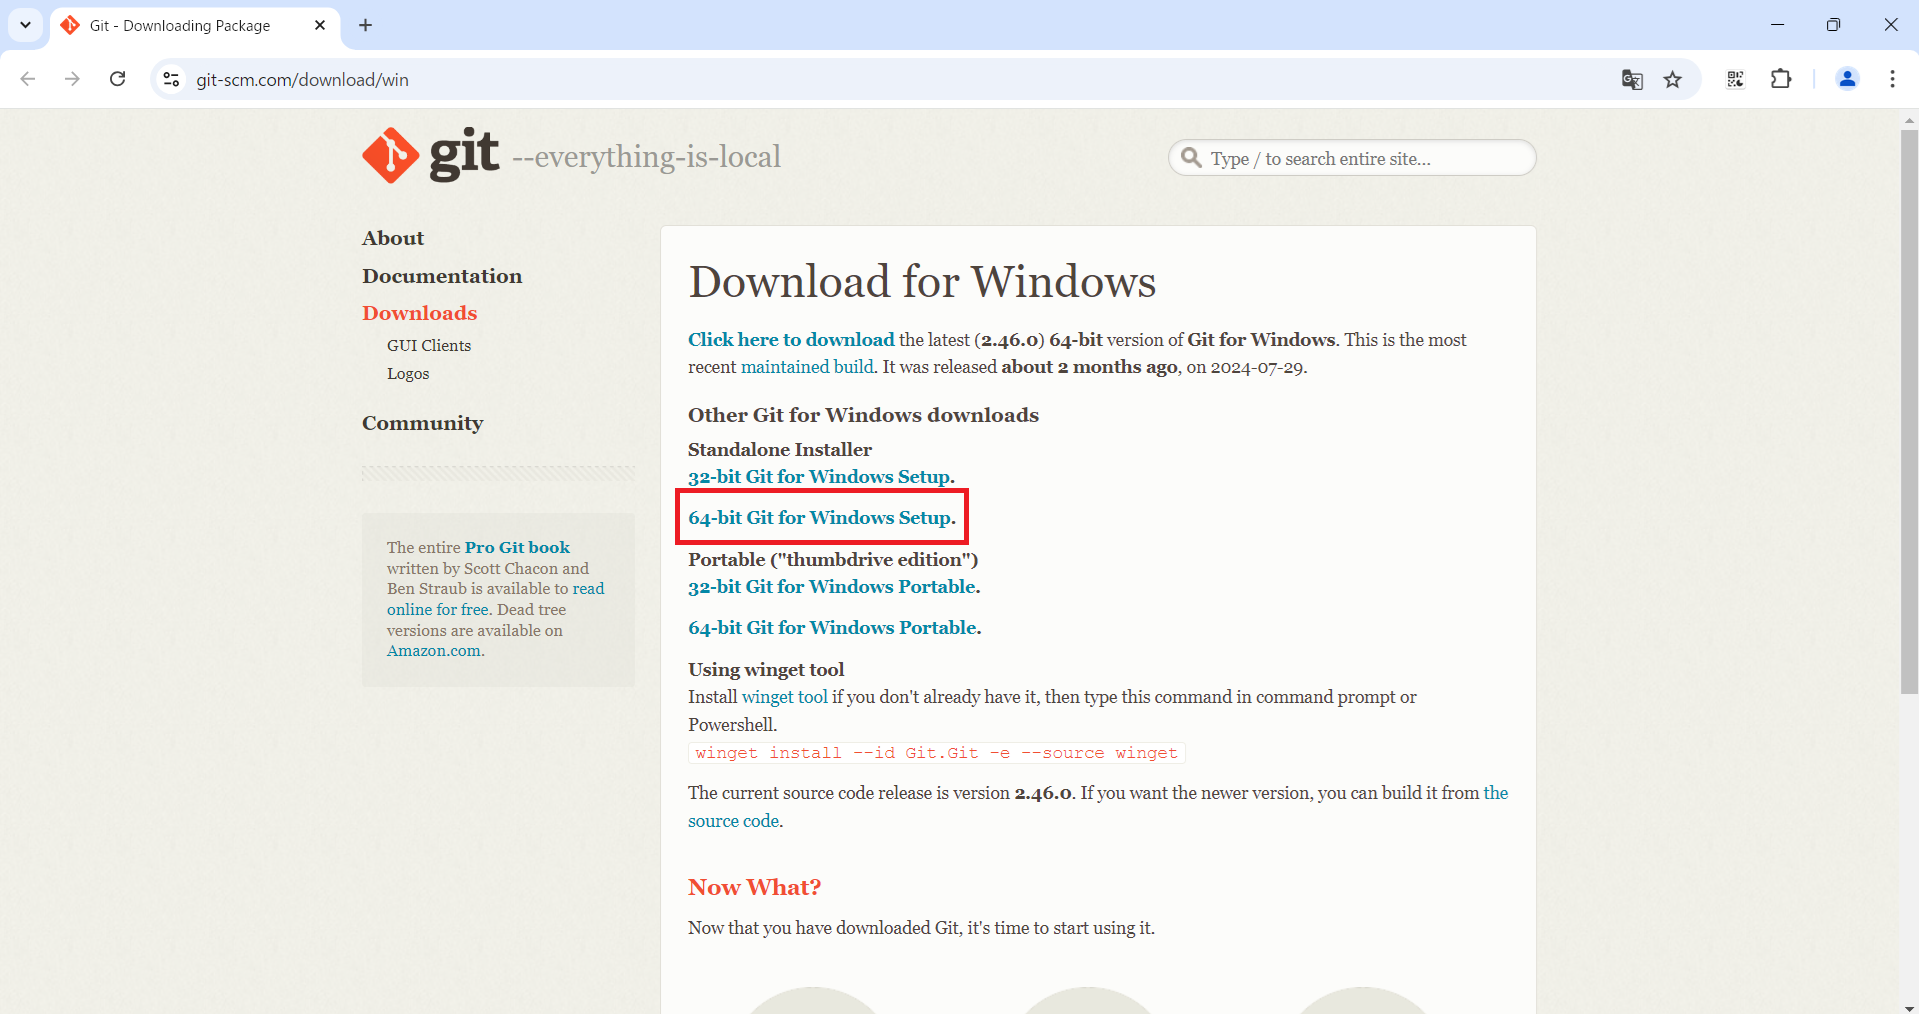 Git - Downloading Package
git-scm.com/download/win
git --everything-is-local
Type / to search entire site...
About
Documentation
Downloads
GUI Clients
Logos
Community
The entire Pro Git book
written by Scott Chacon and
Ben Straub is available to read
online for free. Dead tree
versions are available on
Amazon.com.
Download for Windows
Click here to download the latest (2.46.0) 64-bit version of Git for Windows. This is the most
recent maintained build. It was released about 2 months ago, on 2024-07-29.
Other Git for Windows downloads
Standalone Installer
32-bit Git for Windows Setup.
64-bit Git for Windows Setup.
Portable ("thumbdrive edition")
32-bit Git for Windows Portable.
64-bit Git for Windows Portable.
Using winget tool
Install winget tool if you don't already have it, then type this command in command prompt or
Powershell.
winget install --id Git.Git -e --source winget
The current source code release is version 2.46.0. If you want the newer version, you can build it from the
source code.
Now What?
Now that you have downloaded Git, it's time to start using it.